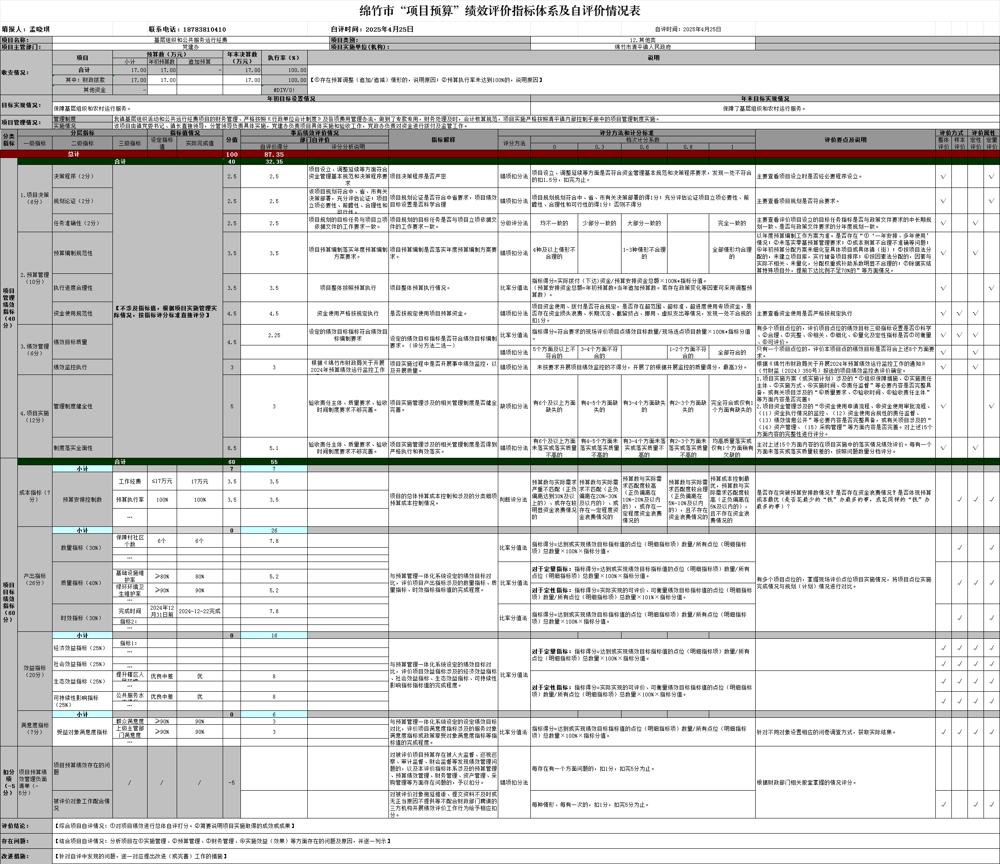 绵竹市“项目预算”绩效评价指标体系及自评价情况表
填报人：孟晓琪 联系电话：18783810410 自评时间：2025年4月25日 自评时间：2025年4月25日
项目名称： 基层组织和公共服务运行经费 项目类别： 12.其他类
项目主管部门： 党建办 项目实施单位(机构)： 绵竹市清平镇人民政府
收支情况：
项目 预算数（万元） 年末决算数（万元） 执行率（%） 说明
小计 年初预算数 追加预算
合计 17.00 17.00 - 17.00 100.00
其中：财政拨款 17.00 17.00 17.00 100.00
【①存在预算调整（追加/追减）情形的，说明原因；②预算执行率未达到100%的，说明原因】
其他资金 - #DIV/0!
目标实现情况：
年初目标设置情况 年末目标实现情况
保障基层组织和农村运行服务。 保障了基层组织和农村运行服务。
项目管理情况：
管理制度 我镇基层组织活动和公共运行经费项目的财务管理、严格按照《行政单位会计制度》及各项费用管理办法，做到了专款专用，财务处理及时，会计核算规范，项目实施严格按照清平镇内部控制手册中的项目管理制度实施。
实施情况 该项目由镇党委书记、镇长直接领导，分管领导负责具体实施，党建办负责项目具体实施和验收工作，党政办负责对资金进行拨付及监管工作。
分类指标 分层指标 指标值情况 分值 事后绩效评价情况 指标解释 评分方法和计分标准 评价要点及说明 评价方式 评价属性
部门自评价
一级指标 二级指标 三级指标 设定指标值 实际完成值 自评价得分 评分分析说明 评分方法 档次计分系数 整体评价 样本评价 定性评价 定量评价
0 0.3 0.6 0.8 1
总计 100 87.35
项目管理绩效指标（40分）
合计 40 32.35
【不涉及指标值，根据项目实施管理实际情况，按指标评分标准直接评分】
1.项目决策（6分）
决策程序（2分） 2.5 2.5 项目设立、调整延续等方面符合资金管理基本规范和决策程序要求 项目决策程序是否严密 错项扣分法 项目设立、调整延续等方面是否符合资金管理基本规范和决策程序要求，发现一处不符合的扣1.5分，扣完为止。 主要查看项目设立时是否经必要程序设立。 √ √
规划论证（2分） 2.5 2.5 该项目规划符合中、省、市有关决策部署，充分评估论证；项目立项必要性、前瞻性、合理性和可行性。 项目规划论证是否符合中省要求，项目绩效目标设置是否科学合理 错项扣分法 项目规划规划符合中、省、市有关决策部署的得1分；充分评估论证项目立项必要性、前瞻性、合理性和可行性的得1分；否则不得分 主要查看项目规划是否符合要求。 √ √
任务准确性（2分） 2.5 2.5 项目规划的目标任务与项目立项依据文件的工作要求一致。 项目规划的目标任务是否与项目立项依据文件的工作要求一致。 分级评分法 均不一致的 少部分一致的 大部分一致的 完全一致的 主要查看评价项目设立的目标任务指标是否与政策文件要求的中长期规划一致、是否与政策文件要求的分年度规划一致。 √ √
2.预算管理（10分）
预算编制规范性 3.5 3.5 项目预算编制落实年度预算编制方案要求。 项目预算编制是否落实年度预算编制方案要求。 错项扣分法 4种及以上情形不合理的 1-3种情形不合理的 全部情形均合理的 以年度预算编制工作方案为准。是否存在“①‘一年安排、多年使用’情况；②未落实零基预算管理要求；③成本测算不合理不准确等问题；④年初预算分配方案未细化至具体项目或具体镇（街）；⑤按项目法分配的，未建立项目库，实行储备项目排序；⑥按因素法分配的，因素与实际不相关、未量化，分配权重或补助系数明显不合理的；⑦除据实结算特殊项目外，提前下达比例不足70%的”等方面情况。 √ √
执行进度合理性 3.5 3.5 项目整体按照预算执行 项目整体预算执行情况。 比率分值法 指标得分=实际拨付（下达)资金/预算安排资金总额×100%*指标分值。
（预算安排资金总额=年初预算数+当年追加预算数。若存在政策变化等因素可采用调整预算数）。 √ √
资金使用规范性 4.5 4.5 资金使用严格按规定执行 是否按规定使用项目预算资金。 错项扣分法 项目资金使用、拨付是否符合规定，是否存在超范围、超标准、超进度使用专项资金，是否存在资金损失浪费、长期沉淀、截留挤占、挪用、虚拟支出等情况，发现一处不合规的扣1分。 主要查看资金使用是否严格按规定执行 √ √ √
3.绩效管理（6分）
绩效目标质量 4.5 2.25 设定的绩效目标指标符合绩效目标编制要求 设定的绩效目标指标是否符合绩效目标编制要求。（评分方法二选一） 比率分值法 指标得分=符合要求的现场评价项目点绩效目标数量/现场选点项目数量×100%*指标分值。 有多个项目点位的，评价项目点位的绩效目标三级指标设置是否①科学、②合理、③完整、④相关、⑤细化、⑥量化及定性指标是否⑦可衡量、⑧可评价。 √ √ √
错项扣分法 5个方面及以上不符合的 3-4个方面不符合的 1-2个方面不符合的 全部符合的 只有一个项目点位的，评价本项目点的绩效目标是否符合上述8个方面要求。 √ √
绩效监控执行 3 3 根据《绵竹市财政局关于开展2024年预算绩效运行监控工作 项目实施过程中是否开展事中绩效监控，以及开展质量。 错项扣分法 未按要求开展项目绩效监控的不得分，开展了的根据开展监控的质量得分，最高3分。 根据《绵竹市财政局关于开展2024年预算绩效运行监控工作的通知》（竹财监（2024）350号）报送的项目绩效监控表评价确定。 √ √
4.项目实施（12分）
管理制度健全性 5 3 验收责任主体、质量要求、验收时间制度要求不够完善。 项目实施管理涉及的相关管理制度是否健全完善。 缺项扣分法 有6个及以上方面缺失的 有4-5个方面缺失的 有3-4个方面缺失的 有2-3个方面缺失的 完全符合或仅有1个方面有缺失的 1.项目实施方案（或实施计划）涉及的“①组织保障措施、②实施责任主体、③实施方式、④实施时间、⑤责任监督”等必要内容是否完整具备，或有关项目涉及的“⑥质量要求、⑦验收时间、⑧验收责任主体”等方面内容是否完善；
2.项目资金管理涉及的“⑨资金使用申请流程、⑩资金使用审批流程、（11）资金执行情况的监控、（12）资金使用合规性的责任监督、（13）绩效信息公开”等必要内容是否完整具备，或有关项目涉及的“（14）资产管理、（15）采购管理”等方面内容是否完善。对上述15个方面内容的完整性进行评分。 √ √
制度落实全面性 8.5 5.1 验收责任主体、质量要求、验收时间制度要求不够完善。 项目实施管理涉及的相关管理制度是否得到严格执行和有效落实。 错项扣分法 有6个及以上方面未落实或落实质量不高的 有4-5个方面未落实或落实质量不高的 有3-4个方面未落实或落实质量不高的 有2-3个方面未落实或落实质量不高的 均高质量落实或仅有1个方面稍有欠缺的 主对上述15个方面内容的在项目实施中的落实情况绩效评价。每有一个方面未落实或落实质量较差的，按照问题数量分档评分。 √ √
项目目标绩效指标（60分）
合计 60 55
成本指标（7分）
小计 7 7
预算安排控制数 工作经费 ≤17万元 17万元 3.5 3.5
预算执行率 100% 100% 3.5 3.5
…
项目的总体预算成本控制和涉及的分类细项预算成本控制情况。 判断评分法 预算数与实际需求严重不匹配（正负偏离达到30%及以上的）、或存在较明显资金浪费情况的 预算数与实际需求不匹配（正负偏离在20%-30%及以内的）、或存在一定程度资金浪费情况的 预算数与实际需求匹配度较高（正负偏离在10%-20%及以内的），或存在一定程度资金浪费情况的 预算数与实际需求匹配度较合理（正负偏离在5%-10%及以内的），且不存在资金浪费情况的 预算成本控制最优，预算数与实际需求匹配度较高（正负偏离在5%及以内的），且不存在资金浪费情况的 是否存在突破预算安排数情况？是否存在资金浪费情况？是否体现预算成本最优（是否花最少的“钱”办最多的事，或花同样的“钱”办最多的事）？ √ √ √
产出指标（26分）
小计 0 26
数量指标（30%） 保障村社区个数 6个 6个 7.8
…
比率分值法 指标得分=达到或实现绩效目标指标值的点位（明细指标项）数量/所有点位（明细指标项）总数量×100%×指标分值。 √ √
质量指标（40%） 基础设施维护率 ≥80% 80% 5.2
绿环环境卫生维护率 ≥90% 90% 5.2
…
与预算管理一体化系统设定的绩效目标对比，评价项目产出指标涉及的数量指标、质量指标、时效指标指标值的完成程度。 比率分值法 对于定量指标：指标得分=达到或实现绩效目标指标值的点位（明细指标项）数量/所有点位（明细指标项）总数量×100%×指标分值。
对于定性指标：指标得分=实际实现的可评价、可衡量绩效目标指标值的点位（明细指标项）数量/所有点位（明细指标项）总数量×101%×指标分值。 有多个项目点位的，掌握现场评价点位项目实施情况，将项目点位实施完成情况与规划（计划）情况进行对比。 √ √
时效指标（30%） 完成时间 2024年12月31日前 2024-12-22完成 7.8
指标2：
…
比率分值法 指标得分=达到或实现绩效目标指标值的点位（明细指标项）数量/所有点位（明细指标项）总数量×100%×指标分值。 √ √
效益指标（20分）
小计 0 16
经济效益指标（25%） 指标1：
… √ √ √ √
社会效益指标（25%）
… √ √ √ √
生态效益指标（25%） 提升辖区人 优良中差 优 8
… √ √ √ √
可持续性影响指标（25%） 公共服务水 优良中差 优 8
… √ √ √ √
与预算管理一体化系统设定的绩效目标对比，评价项目效益指标涉及的经济效益指标、社会效益指标、生态效益指标、可持续性影响指标指标值的完成程度。 比率分值法 对于定量指标：指标得分=达到或实现绩效目标指标值的点位（明细指标项）数量/所有点位（明细指标项）总数量×100%×指标分值。
对于定性指标：指标得分=实际实现的可评价、可衡量绩效目标指标值的点位（明细指标项）数量/所有点位（明细指标项）总数量×100%×指标分值。
满意度指标（7分）
小计 0 6
受益对象满意度指标 群众满意度 ≥90% 90% 3
上级主管部门满意度 ≥90% 90% 3
…
与预算管理一体化系统设定的设定绩效目标对比，评价项目满意度指标涉及的服务对象满意度指标或政策享受对象满意度指标等指标值的完成程度。 比率分值法 指标得分=达到或实现绩效目标指标值的点位（明细指标项）数量/所有点位（明细指标项）总数量×100%×指标分值。 针对不同对象设置相应的问卷调查方式，获取实际结果。 √ √ √ √
扣分项（-5分） 项目预算绩效管理负面清单（-5分）
项目预算绩效存在的问题 / / / -5 对被评价项目预算存在被人大监督、巡视巡察、审计监督、财会监督等发现绩效管理问题的，以及本评价指标体系涉及的预算管理、预算绩效管理、财务管理、资产管理、采购管理等方面存在问题的，予以扣分。 错项扣分法 每存在有一个方面问题的，扣1分，扣完5分为止。 根据财政部门相关股室掌握的情况评分。
被评价对象工作配合情况 对被评价对象拖延推诿、提交资料不及时或无正当原因不提供等不配合财政部门聘请的三方机构开展绩效评价工作行为给予相应扣分。 每种情形、每有一次的，扣1分，扣完5分为止。 √ √ √
评价结论： 【综合项目自评情况：①对项目绩效进行总体自评打分。②简要说明项目实施取得的成效或成果】
存在问题： 【结合项目自评情况：分析项目在①实施管理、②预算管理、③财务管理、④实施效益（效果）等方面存在的问题及原因，并逐一列示】
改进措施： 【针对自评中发现的问题，逐一对应提出改进（或完善）工作的措施】